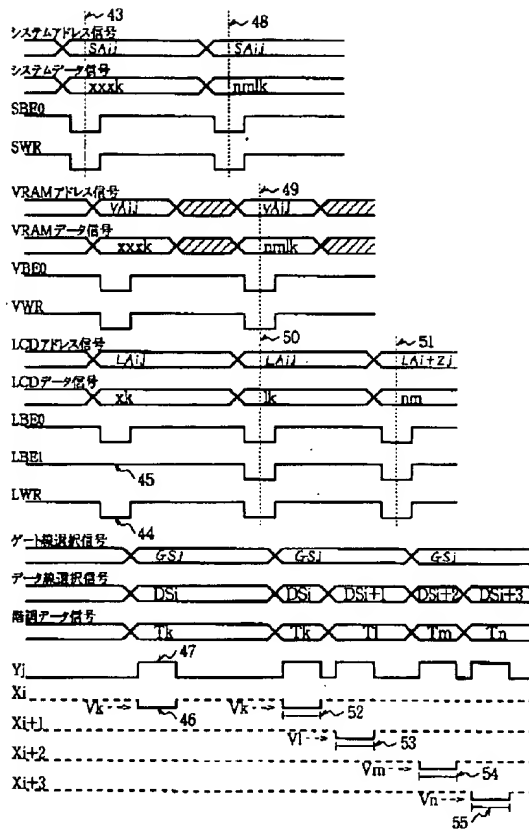 43 48
システムアドレス信号
SAij SAij
システムデータ信号
xxxk nmlk
SBE0
SWR
VRAMアドレス信号 49
VAij VAij
VRAMデータ信号
xxxk nmlk
VBE0
VWR
LCDアドレス信号 50 51
LAij LAij LAi+2j
LCDデータ信号
xk lk nm
LBE0
LBE1
45
LWR
44
ゲート線選択信号
GSj GSj GSj
データ線選択信号
DSi DSi DSi+1 DSi+2 DSi+3
階調データ信号
Tk Tk Tl Tm Tn
47
Yj
Xi
Vk 46 Vk 52
Xi+1
Vl 53
Xi+2
Vm 54
Xi+3
Vn
55